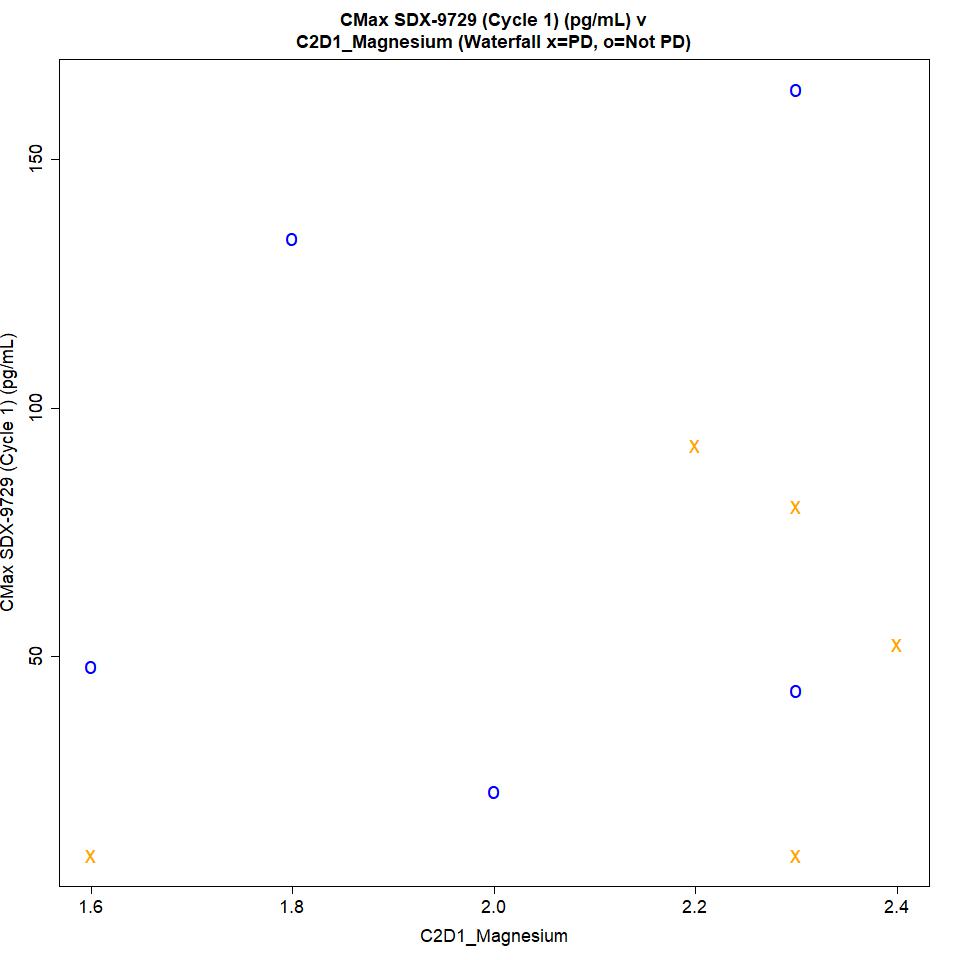 CMax SDX-9729 (Cycle 1) (pg/mL) v
C2D1_Magnesium (Waterfall x=PD, o=Not PD)
CMax SDX-9729 (Cycle 1) (pg/mL)
150
100
50
o
o
x
x
x
o
o
o
x
x
1.6 1.8 2.0 2.2 2.4
C2D1_Magnesium